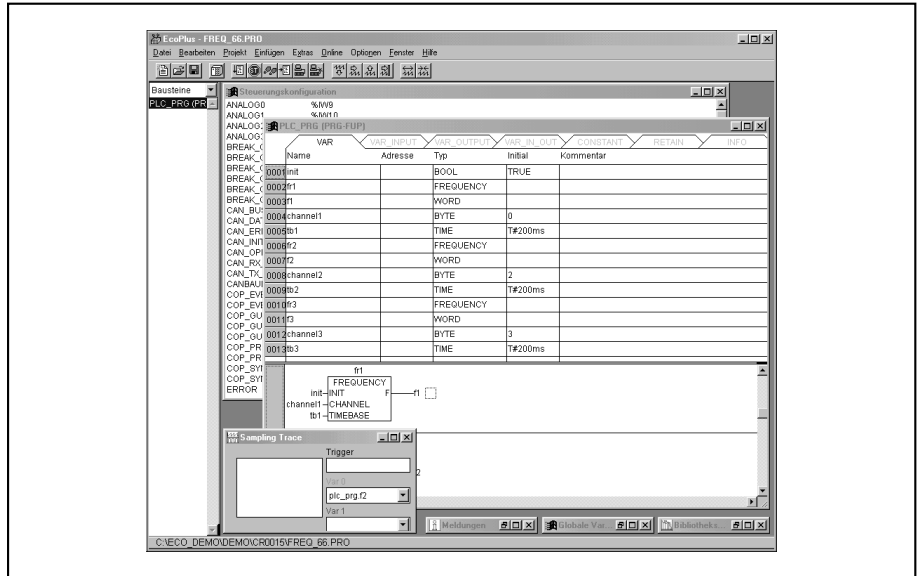 EcoPlus - FREQ_66.PRO
Datei Bearbeiten Projekt Einfügen Extras Online Optionen Fenster Hilfe
Bausteine
PLC_PRG (PR
Steuerungskonfiguration
ANALOG0 %IW9
ANALOG1 %IW10
ANALOG
ANALOG
BREAK_
BREAK_
BREAK_
BREAK_
BREAK_
BREAK_
CAN_BU
CAN_DA
CAN_ER
CAN_INI
CAN_OP
CAN_RX
CAN_TX_
CANBAU
COP_EV
COP_EV
COP_GU
COP_GU
COP_GU
COP_PR
COP_PR
COP_SY
COP_SY
ERROR
PLC_PRG (PRG-FUP)
VAR VAR_INPUT VAR_OUTPUT VAR_IN_OUT CONSTANT RETAIN INFO
Name Adresse Typ Initial Kommentar
0001 init BOOL TRUE
0002 fr1 FREQUENCY
0003 f1 WORD
0004 channel1 BYTE 0
0005 tb1 TIME T#200ms
0006 fr2 FREQUENCY
0007 f2 WORD
0008 channel2 BYTE 2
0009 tb2 TIME T#200ms
0010 fr3 FREQUENCY
0011 f3 WORD
0012 channel3 BYTE 3
0013 tb3 TIME T#200ms
fr1
FREQUENCY
init INIT F f1
channel1 CHANNEL
tb1 TIMEBASE
2
Sampling Trace
Trigger
Var 0
plc_prg.f2
Var 1
Meldungen
Globale Var...
Bibliotheks...
C:\ECO_DEMO\DEMO\CR0015\FREQ_66.PRO